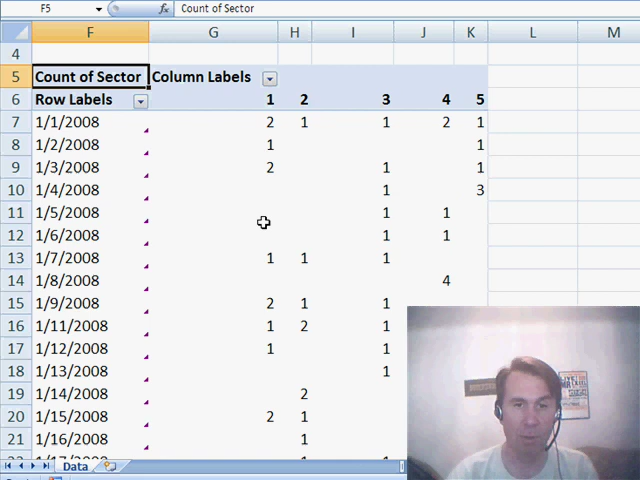 F5 fx Count of Sector
F G H I J K L M
4
5 Count of Sector Column Labels
6 Row Labels 1 2 3 4 5
7 1/1/2008 2 1 1 2 1
8 1/2/2008 1 1
9 1/3/2008 2 1 1
10 1/4/2008 1 3
11 1/5/2008 1 1
12 1/6/2008 1 1
13 1/7/2008 1 1 1
14 1/8/2008 4
15 1/9/2008 2 1 1
16 1/11/2008 1 2 1
17 1/12/2008 1 1
18 1/13/2008 1
19 1/14/2008 2
20 1/15/2008 2 1
21 1/16/2008 1
Data